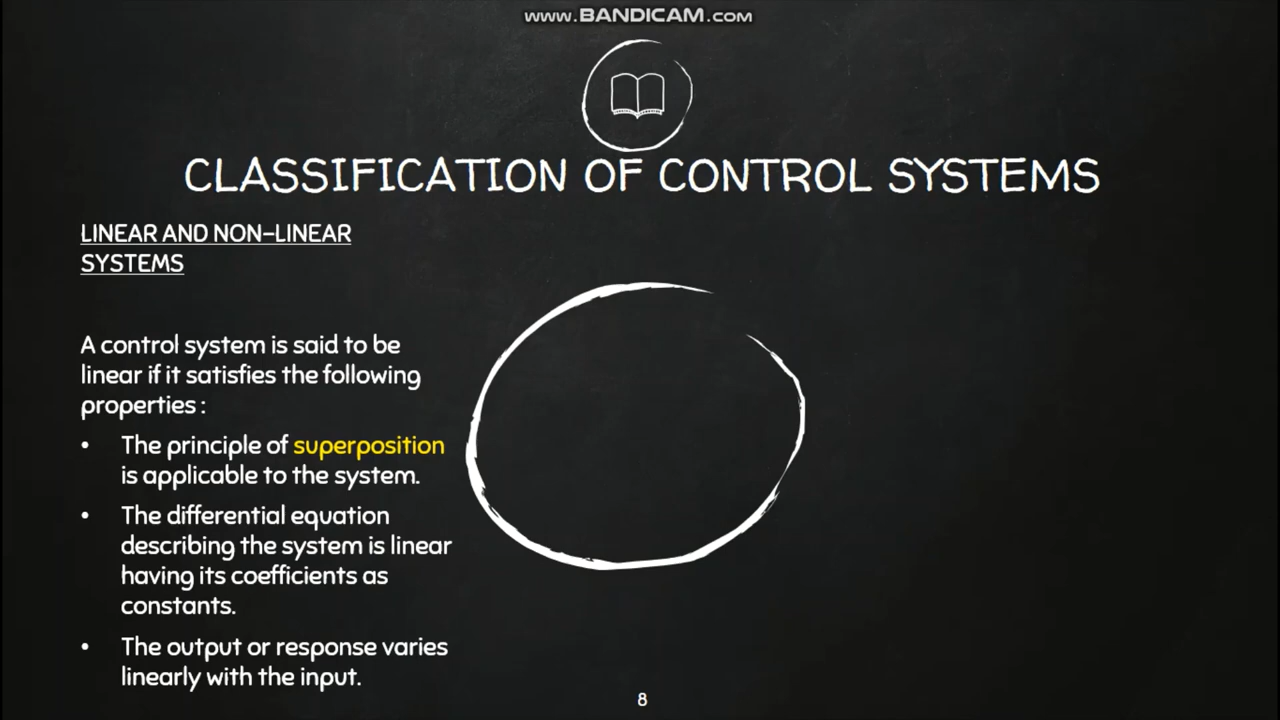 www.BANDICAM.com
CLASSIFICATION OF CONTROL SYSTEMS
LINEAR AND NON-LINEAR
SYSTEMS
A control system is said to be
linear if it satisfies the following
properties :
• The principle of superposition
is applicable to the system.
• The differential equation
describing the system is linear
having its coefficients as
constants.
• The output or response varies
linearly with the input.
8